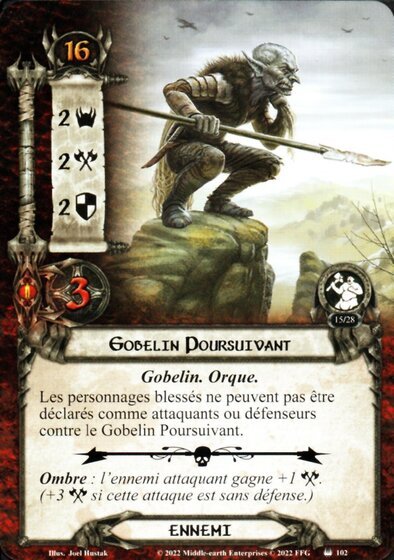 16
2
2
2
3
15/28
Gobelin Poursuivant
Gobelin. Orque.
Les personnages blessés ne peuvent pas être
déclarés comme attaquants ou défenseurs
contre le Gobelin Poursuivant.
Ombre : l'ennemi attaquant gagne +1 .
(+3 si cette attaque est sans défense.)
ENNEMI
Illus. Joel Hustak © 2022 Middle-earth Enterprises © 2022 FFG 102